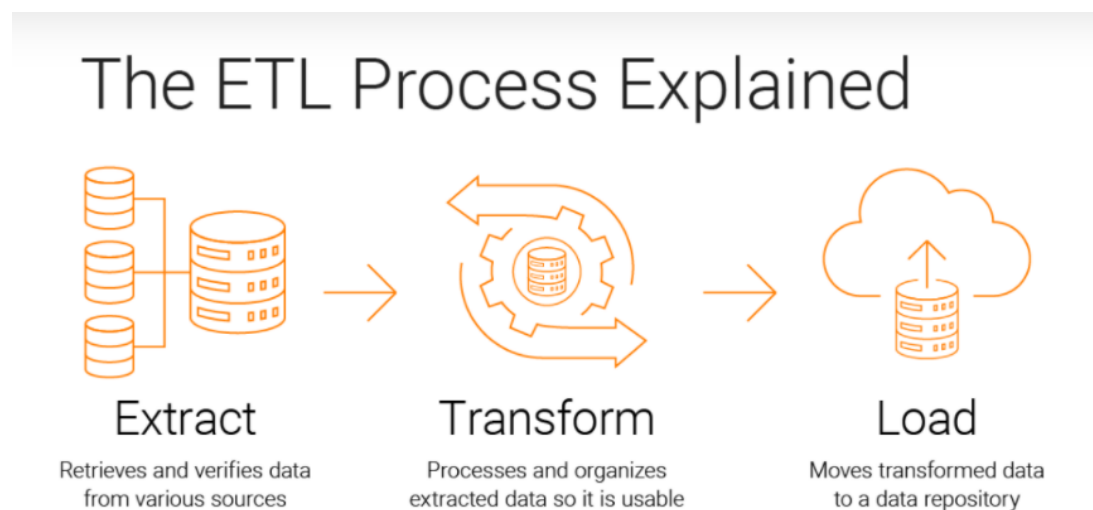 The ETL Process Explained
Extract
Retrieves and verifies data
from various sources
Transform
Processes and organizes
extracted data so it is usable
Load
Moves transformed data
to a data repository